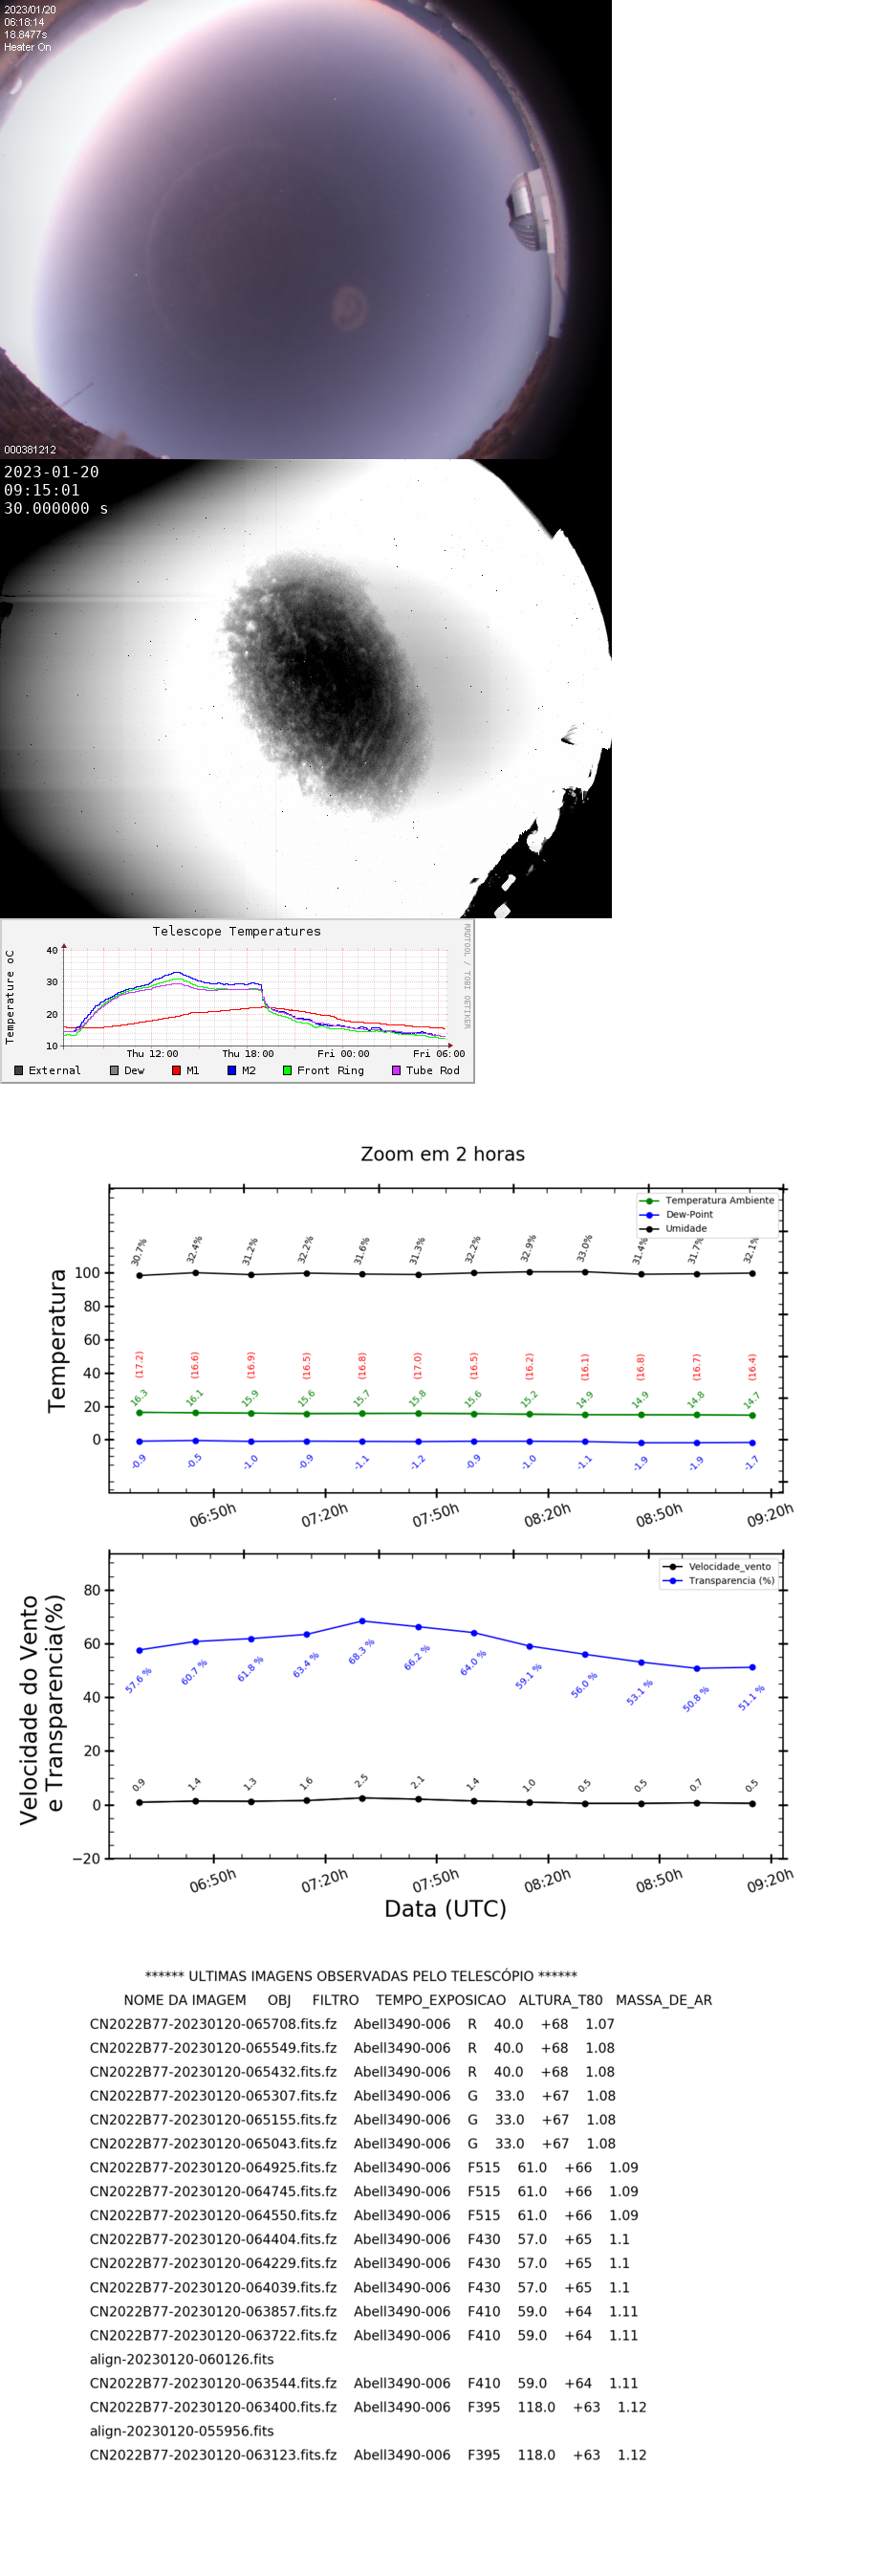 2023/01/20
06:18:14
18.8477s
Heater On
000381212
2023-01-20
09:15:01
30.000000 s
Telescope Temperatures
RRDTOOL / TOBI OETIKER
Temperature oC
40
30
20
10
Thu 12:00 Thu 18:00 Fri 00:00 Fri 06:00
External Dew M1 M2 Front Ring Tube Rod
Zoom em 2 horas
Temperatura Ambiente
Dew-Point
Umidade
30.7% 32.4% 31.2% 32.2% 31.6% 31.3% 32.2% 32.9% 33.0% 31.4% 31.7% 32.1%
Temperatura
100
80
60
40
20
0
(17.2) (16.6) (16.9) (16.5) (16.8) (17.0) (16.5) (16.2) (16.1) (16.8) (16.7) (16.4)
16.3 16.1 15.9 15.6 15.7 15.8 15.6 15.2 14.9 14.9 14.8 14.7
-0.9 -0.5 -1.0 -0.9 -1.1 -1.2 -0.9 -1.0 -1.1 -1.9 -1.9 -1.7
06:50h 07:20h 07:50h 08:20h 08:50h 09:20h
Velocidade_vento
Transparencia (%)
Velocidade do Vento
e Transparencia(%)
80
60
40
20
0
−20
57.6 % 60.7 % 61.8 % 63.4 % 68.3 % 66.2 % 64.0 % 59.1 % 56.0 % 53.1 % 50.8 % 51.1 %
0.9 1.4 1.3 1.6 2.5 2.1 1.4 1.0 0.5 0.5 0.7 0.5
06:50h 07:20h 07:50h 08:20h 08:50h 09:20h
Data (UTC)
****** ULTIMAS IMAGENS OBSERVADAS PELO TELESCÓPIO ******
NOME DA IMAGEM OBJ FILTRO TEMPO_EXPOSICAO ALTURA_T80 MASSA_DE_AR
CN2022B77-20230120-065708.fits.fz Abell3490-006 R 40.0 +68 1.07
CN2022B77-20230120-065549.fits.fz Abell3490-006 R 40.0 +68 1.08
CN2022B77-20230120-065432.fits.fz Abell3490-006 R 40.0 +68 1.08
CN2022B77-20230120-065307.fits.fz Abell3490-006 G 33.0 +67 1.08
CN2022B77-20230120-065155.fits.fz Abell3490-006 G 33.0 +67 1.08
CN2022B77-20230120-065043.fits.fz Abell3490-006 G 33.0 +67 1.08
CN2022B77-20230120-064925.fits.fz Abell3490-006 F515 61.0 +66 1.09
CN2022B77-20230120-064745.fits.fz Abell3490-006 F515 61.0 +66 1.09
CN2022B77-20230120-064550.fits.fz Abell3490-006 F515 61.0 +66 1.09
CN2022B77-20230120-064404.fits.fz Abell3490-006 F430 57.0 +65 1.1
CN2022B77-20230120-064229.fits.fz Abell3490-006 F430 57.0 +65 1.1
CN2022B77-20230120-064039.fits.fz Abell3490-006 F430 57.0 +65 1.1
CN2022B77-20230120-063857.fits.fz Abell3490-006 F410 59.0 +64 1.11
CN2022B77-20230120-063722.fits.fz Abell3490-006 F410 59.0 +64 1.11
align-20230120-060126.fits
CN2022B77-20230120-063544.fits.fz Abell3490-006 F410 59.0 +64 1.11
CN2022B77-20230120-063400.fits.fz Abell3490-006 F395 118.0 +63 1.12
align-20230120-055956.fits
CN2022B77-20230120-063123.fits.fz Abell3490-006 F395 118.0 +63 1.12